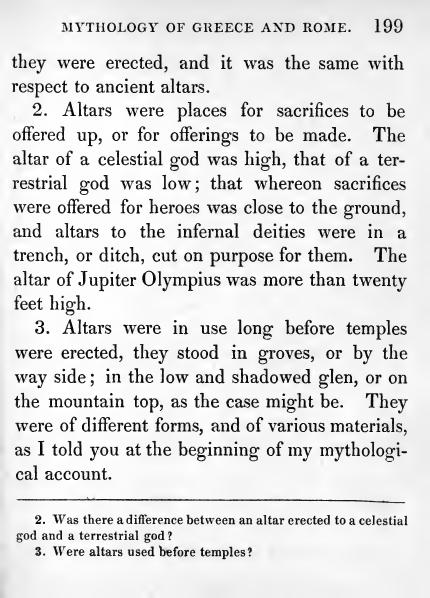 MYTHOLOGY OF GREECE AND ROME. 199
they were erected, and it was the same with
respect to ancient altars.
2. Altars were places for sacrifices to be
offered up, or for offerings to be made. The
altar of a celestial god was high, that of a ter-
restrial god was low; that whereon sacrifices
were offered for heroes was close to the ground,
and altars to the infernal deities were in a
trench, or ditch, cut on purpose for them. The
altar of Jupiter Olympius was more than twenty
feet high.
3. Altars were in use long before temples
were erected, they stood in groves, or by the
way side; in the low and shadowed glen, or on
the mountain top, as the case might be. They
were of different forms, and of various materials,
as I told you at the beginning of my mythologi-
cal account.
2. Was there a difference between an altar erected to a celestial
god and a terrestrial god?
3. Were altars used before temples?